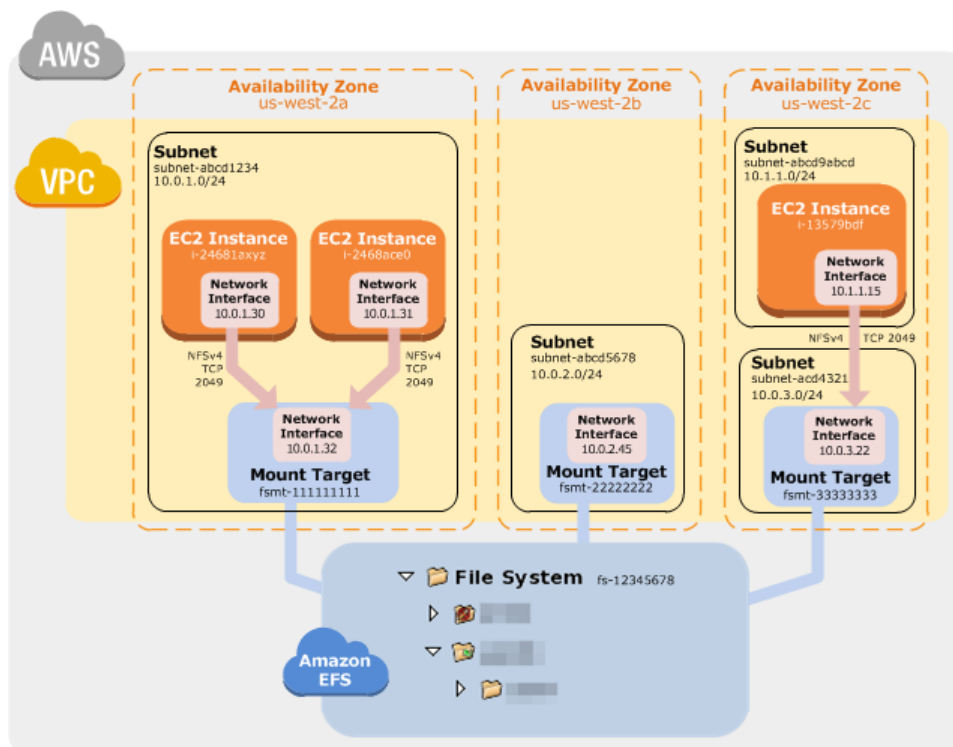 AWS
Availability Zone
us-west-2a
Availability Zone
us-west-2b
Availability Zone
us-west-2c
VPC
Subnet
subnet-abcd1234
10.0.1.0/24
EC2 Instance
i-24681axyz
Network
Interface
10.0.1.30
EC2 Instance
i-2468ace0
Network
Interface
10.0.1.31
NFSv4
TCP
2049
NFSv4
TCP
2049
Network
Interface
10.0.1.32
Mount Target
fsmt-111111111
Subnet
subnet-abcd5678
10.0.2.0/24
Network
Interface
10.0.2.45
Mount Target
fsmt-22222222
Subnet
subnet-abcd9abcd
10.1.1.0/24
EC2 Instance
i-13579bdf
Network
Interface
10.1.1.15
NFSv4 TCP 2049
Subnet
subnet-acd4321
10.0.3.0/24
Network
Interface
10.0.3.22
Mount Target
fsmt-33333333
File System fs-12345678
Amazon
EFS